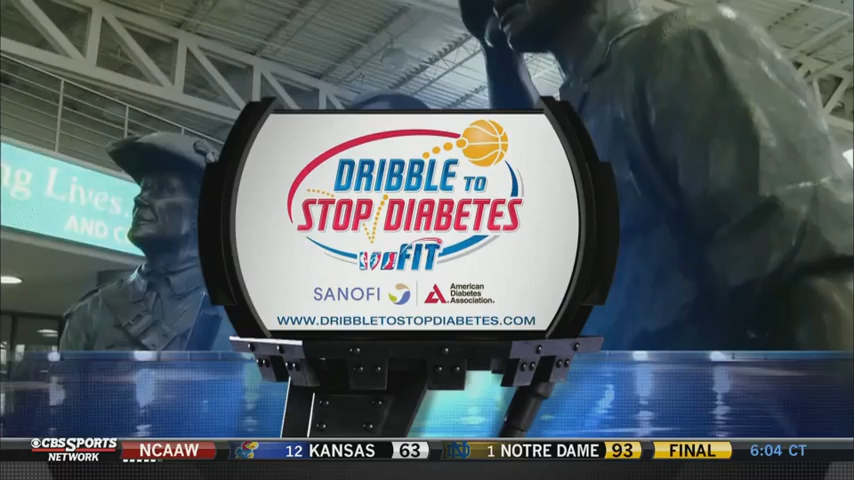 ng Lives.
AND C
DRIBBLE TO
STOP DIABETES
FIT
SANOFI
American
Diabetes
Association®
WWW.DRIBBLETOSTOPDIABETES.COM
CBS SPORTS
NETWORK
NCAAW
12 KANSAS 63
1 NOTRE DAME 93
FINAL
6:04 CT